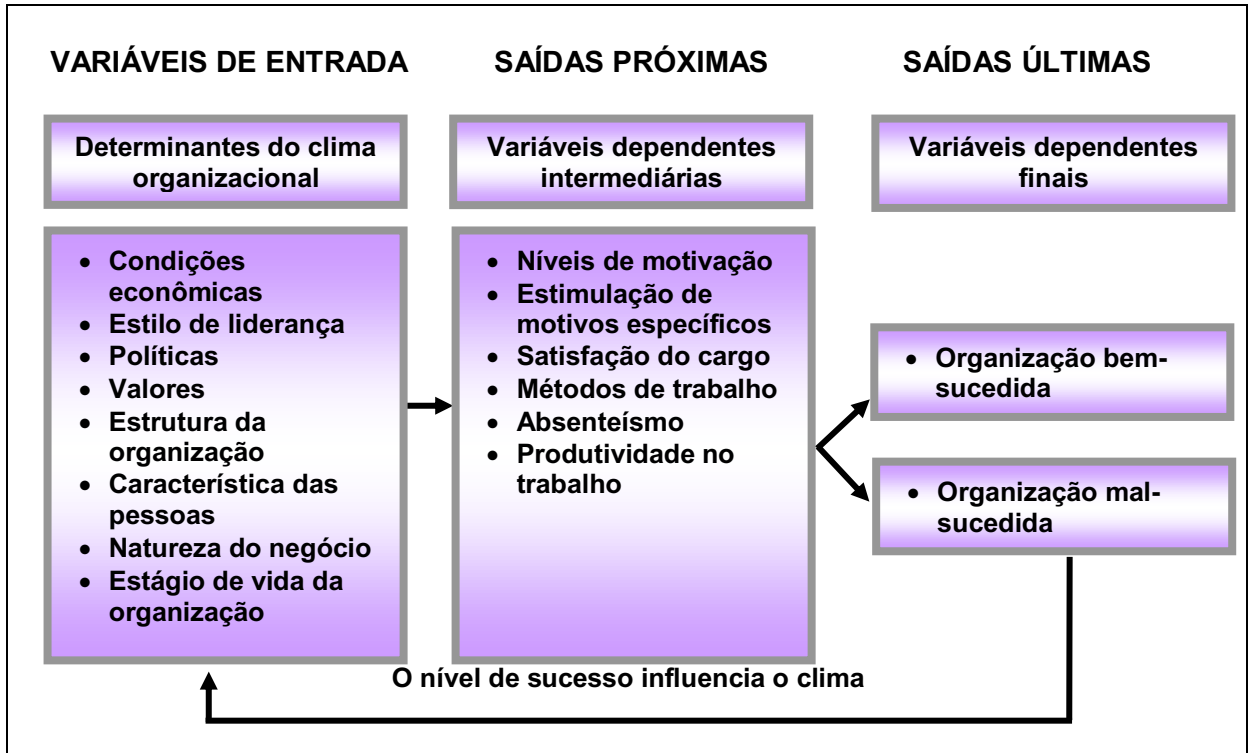 VARIÁVEIS DE ENTRADA
SAÍDAS PRÓXIMAS
SAÍDAS ÚLTIMAS
Determinantes do clima
organizacional
Variáveis dependentes
intermediárias
Variáveis dependentes
finais
• Condições
econômicas
• Estilo de liderança
• Políticas
• Valores
• Estrutura da
organização
• Característica das
pessoas
• Natureza do negócio
• Estágio de vida da
organização
• Níveis de motivação
• Estimulação de
motivos específicos
• Satisfação do cargo
• Métodos de trabalho
• Absenteísmo
• Produtividade no
trabalho
• Organização bem-
sucedida
• Organização mal-
sucedida
O nível de sucesso influencia o clima